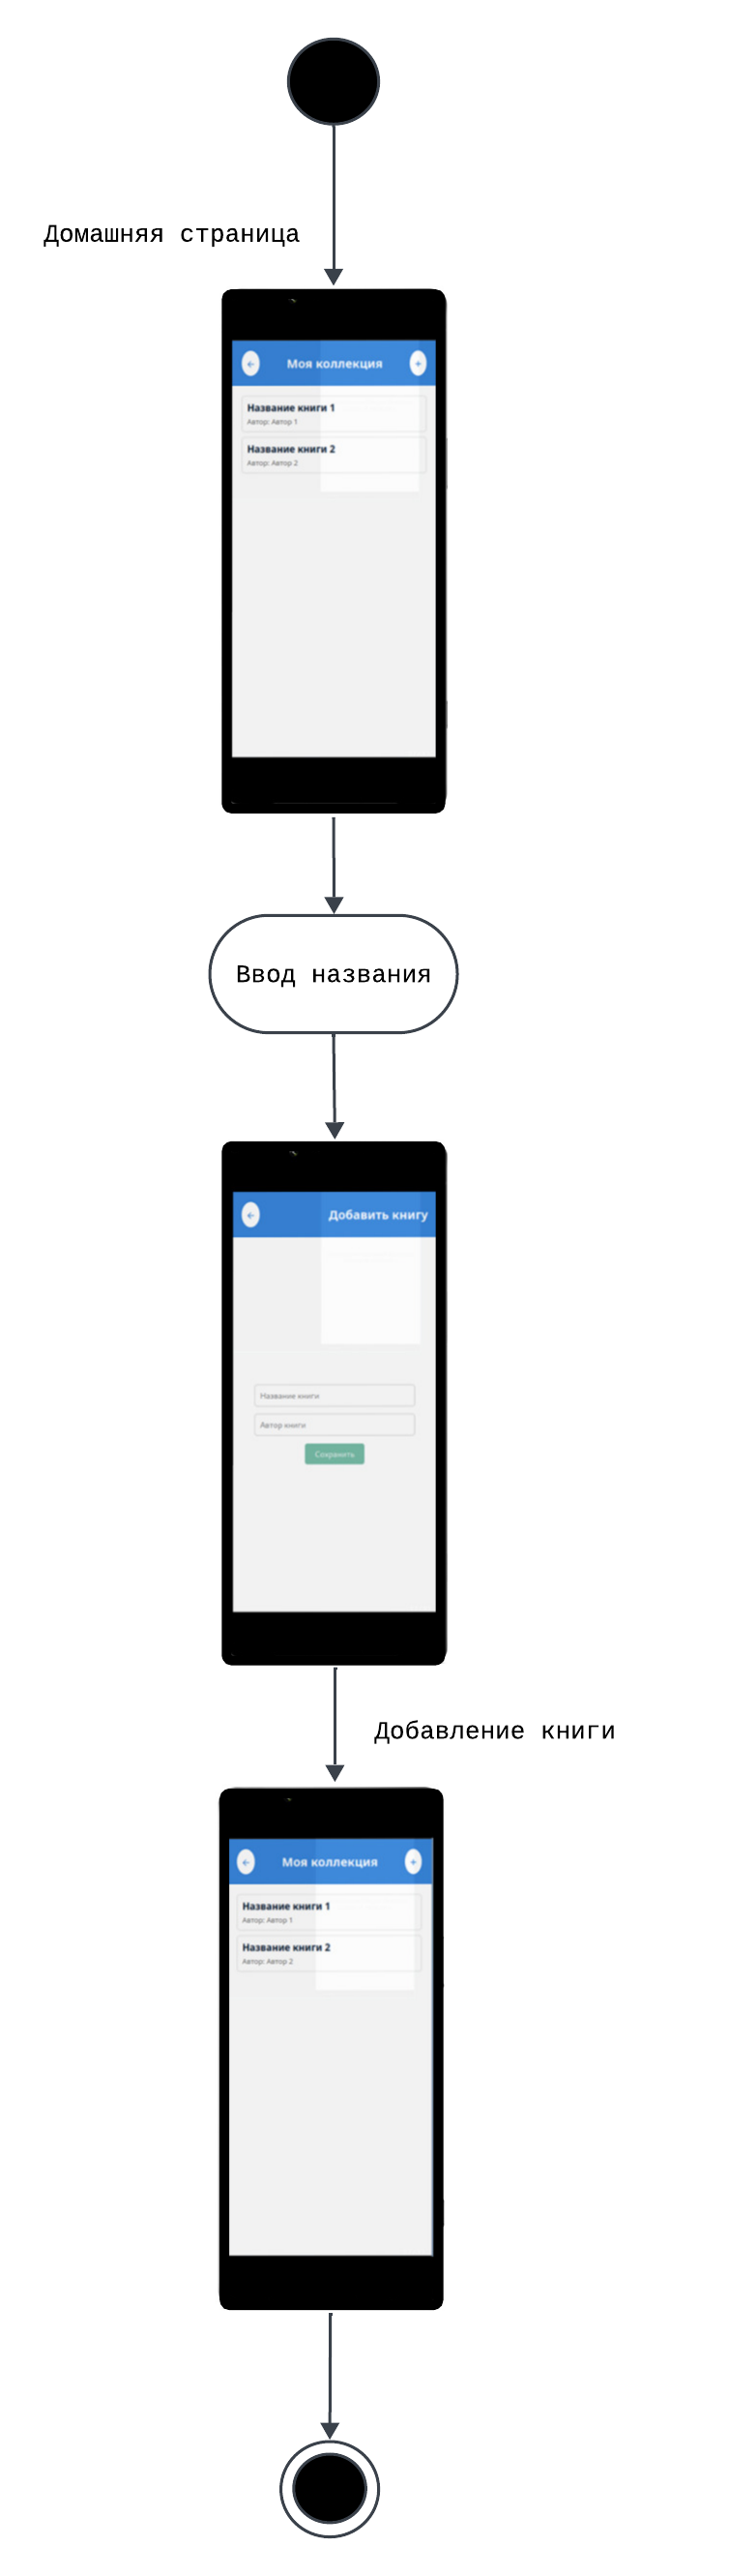 Домашняя страница
Моя коллекция
Название книги 1
Автор: Автор 1
Название книги 2
Автор: Автор 2
Ввод названия
Добавить книгу
Название книги
Автор книги
Сохранить
Добавление книги
Моя коллекция
Название книги 1
Автор: Автор 1
Название книги 2
Автор: Автор 2